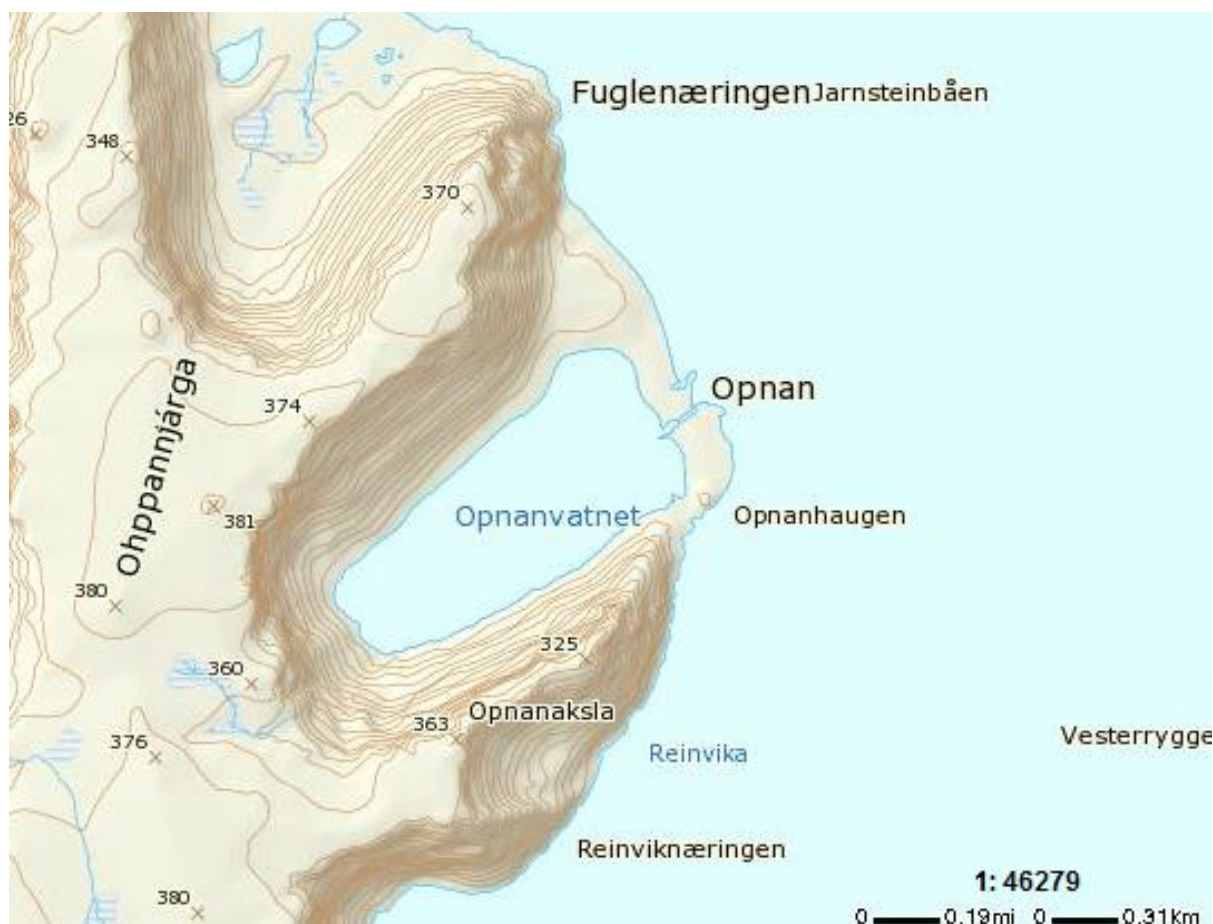 Fuglenæringen
Jarnsteinbåen
26
348
370
Opnan
374
Ohppannjárga
381
Opnanvatnet
Opnanhaugen
380
325
360
363
Opnanaksla
376
Reinvika
Vesterrygge
Reinviknæringen
380
1: 46279
0 0.19mi 0 0.31km